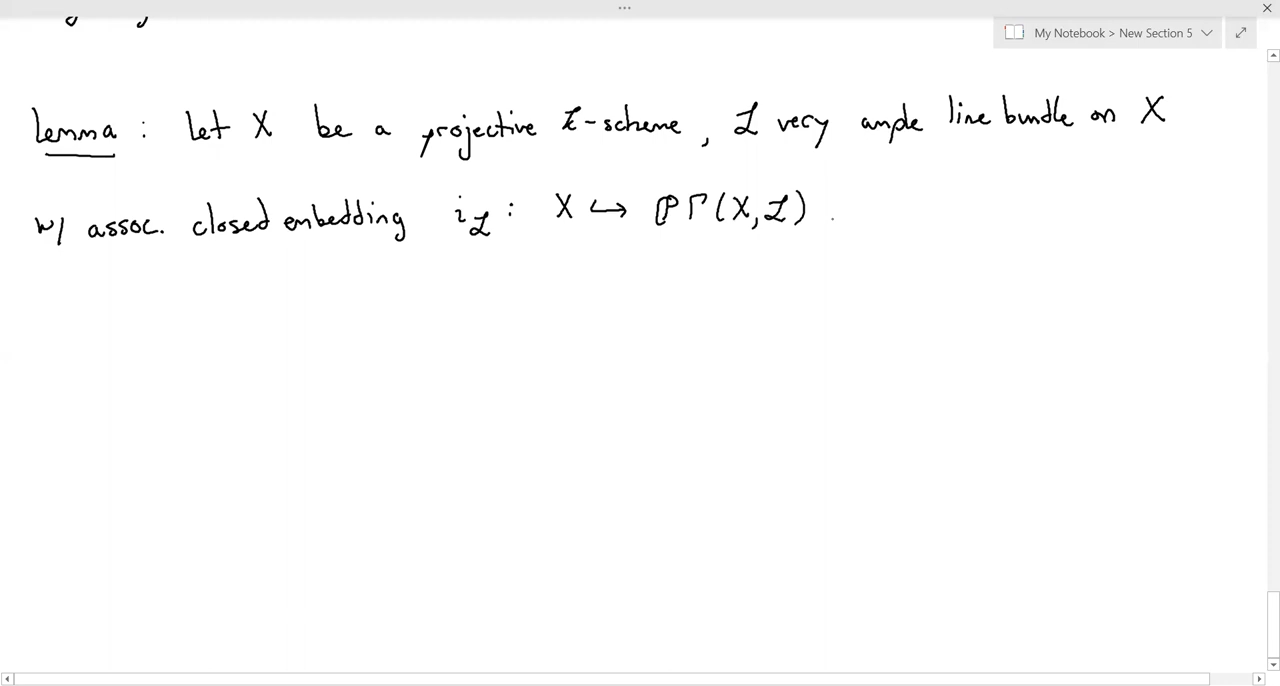 My Notebook > New Section 5
Lemma : Let X be a projective k-scheme, ℒ very ample line bundle on X
w/ assoc. closed embedding i_ℒ : X ↪ ℙΓ(X,ℒ) .